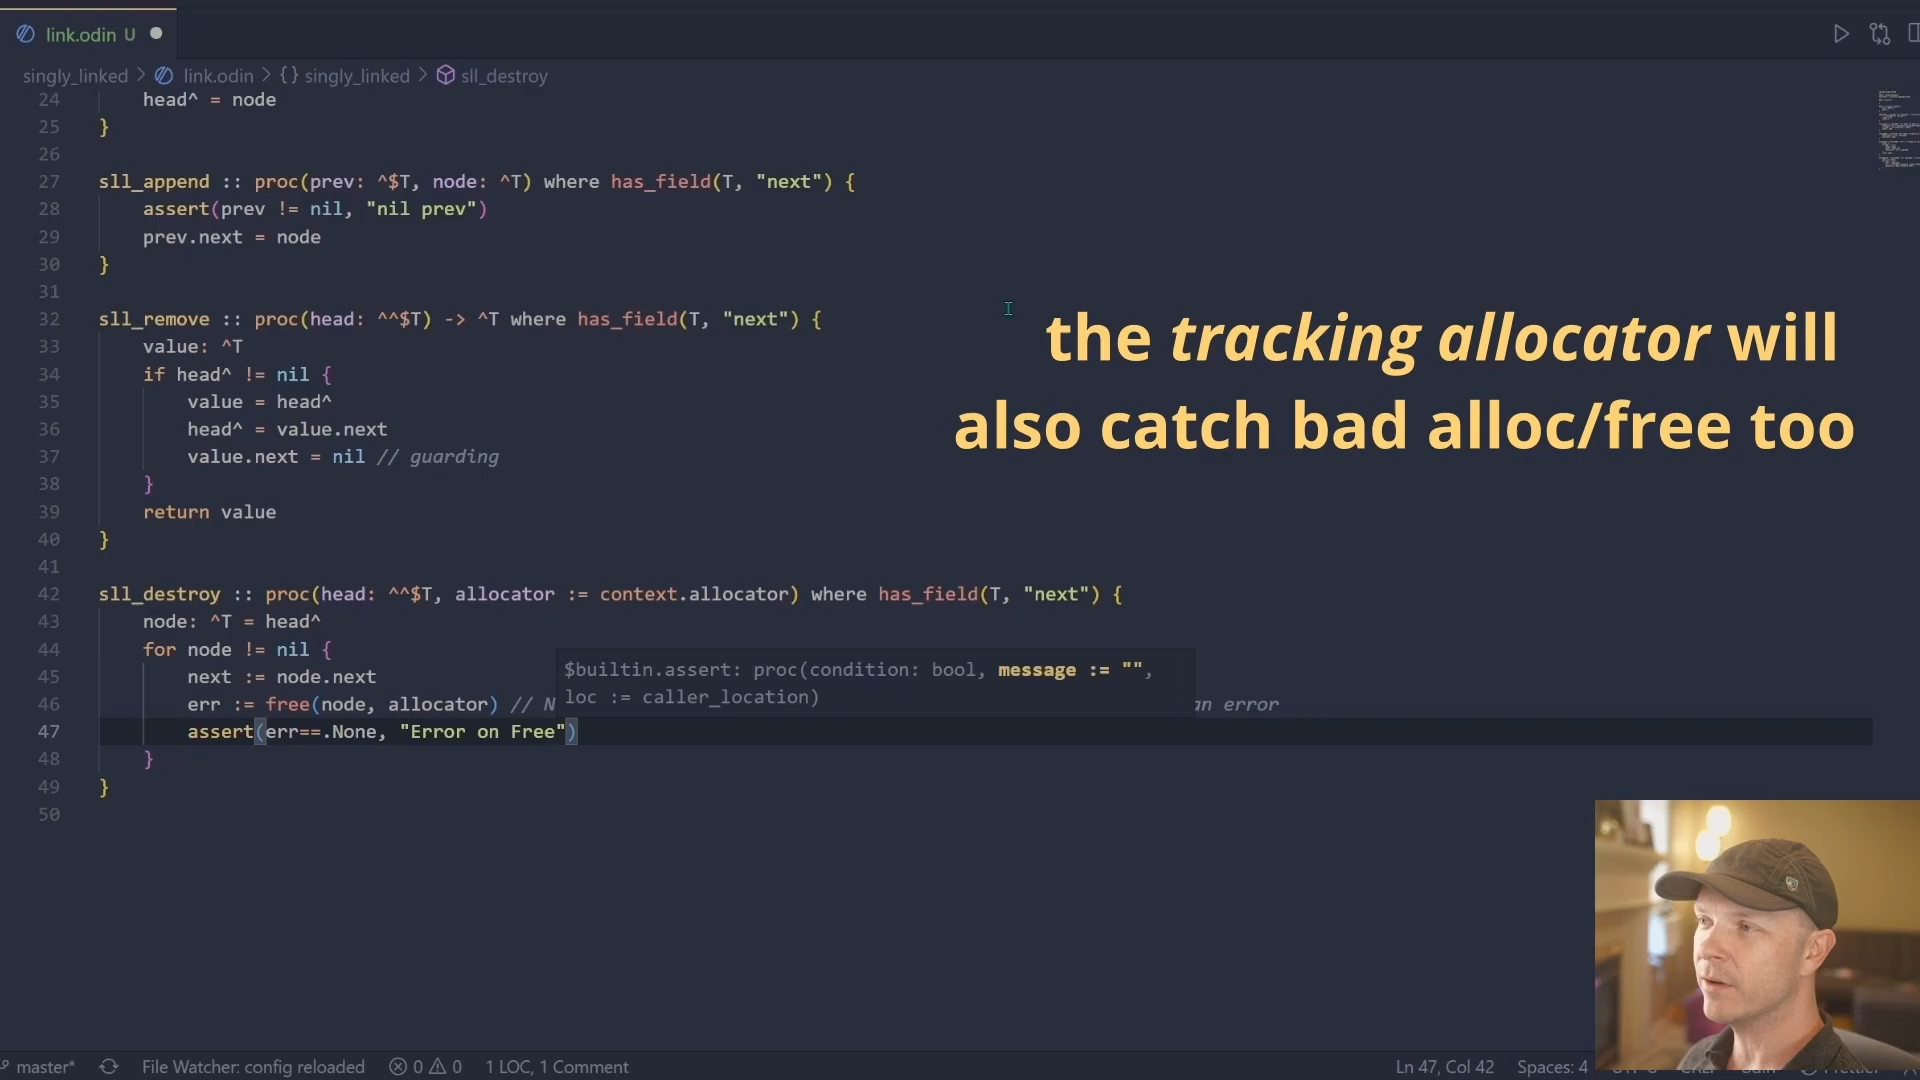 link.odin U
singly_linked > link.odin > {} singly_linked > sll_destroy
24 head^ = node
25 }
26
27 sll_append :: proc(prev: ^$T, node: ^T) where has_field(T, "next") {
28 assert(prev != nil, "nil prev")
29 prev.next = node
30 }
31
32 sll_remove :: proc(head: ^^$T) -> ^T where has_field(T, "next") {
33 value: ^T
34 if head^ != nil {
35 value = head^
36 head^ = value.next
37 value.next = nil // guarding
38 }
39 return value
40 }
41
42 sll_destroy :: proc(head: ^^$T, allocator := context.allocator) where has_field(T, "next") {
43 node: ^T = head^
44 for node != nil {
45 next := node.next
46 err := free(node, allocator) // N an error
47 assert(err==.None, "Error on Free")
48 }
49 }
50
$builtin.assert: proc(condition: bool, message := "",
loc := caller_location)
the tracking allocator will
also catch bad alloc/free too
master* File Watcher: config reloaded 0 0 1 LOC, 1 Comment Ln 47, Col 42 Spaces: 4